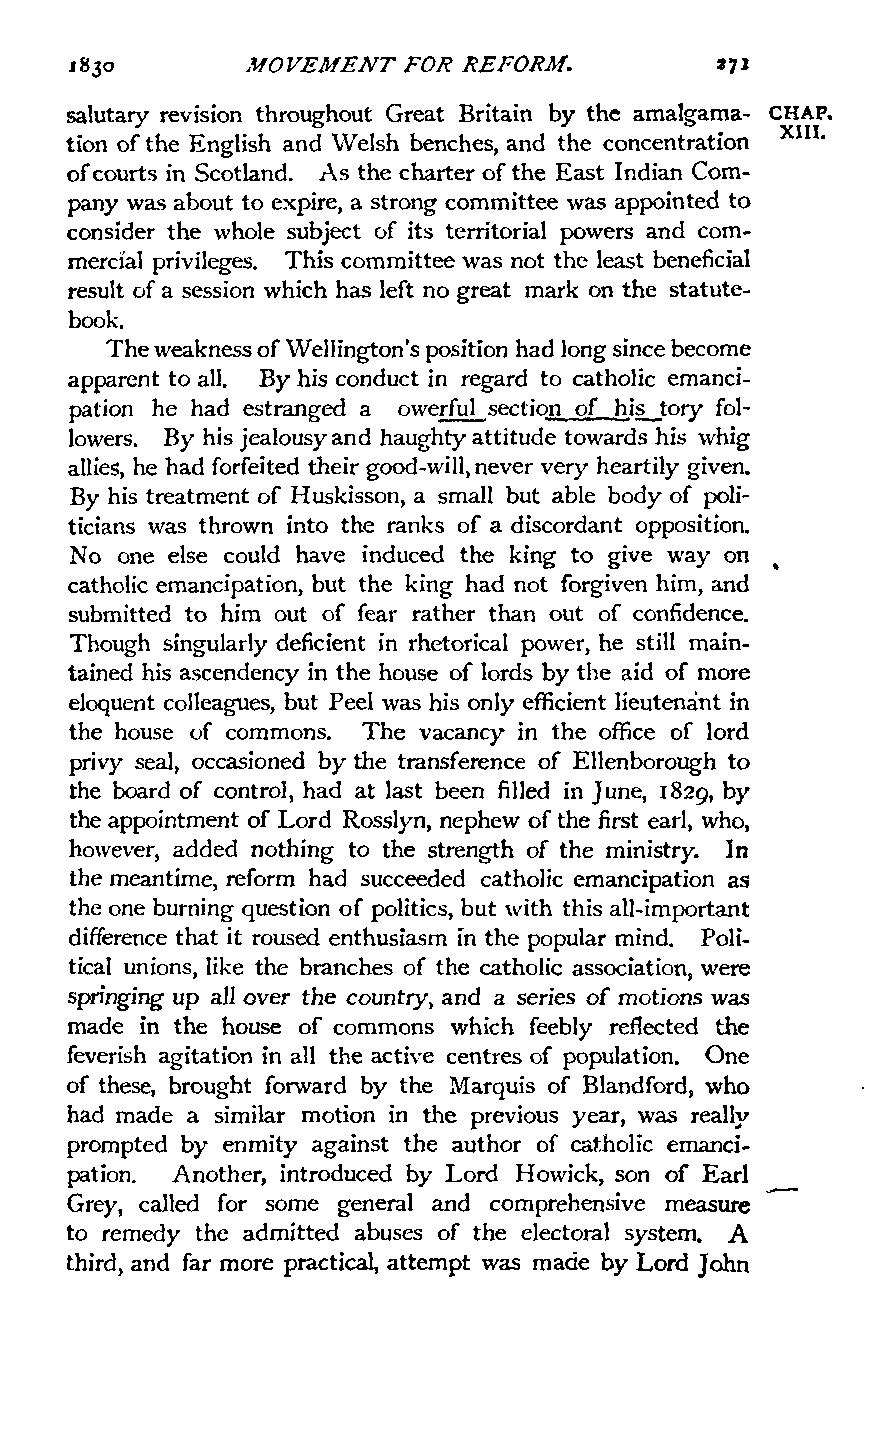 1830 MOVEMENT FOR REFORM. 271
salutary revision throughout Great Britain by the amalgama- CHAP.
tion of the English and Welsh benches, and the concentration XIII.
of courts in Scotland. As the charter of the East Indian Com-
pany was about to expire, a strong committee was appointed to
consider the whole subject of its territorial powers and com-
mercial privileges. This committee was not the least beneficial
result of a session which has left no great mark on the statute-
book.
The weakness of Wellington's position had long since become
apparent to all. By his conduct in regard to catholic emanci-
pation he had estranged a owerful section of his tory fol-
lowers. By his jealousy and haughty attitude towards his whig
allies, he had forfeited their good-will, never very heartily given.
By his treatment of Huskisson, a small but able body of poli-
ticians was thrown into the ranks of a discordant opposition.
No one else could have induced the king to give way on
catholic emancipation, but the king had not forgiven him, and
submitted to him out of fear rather than out of confidence.
Though singularly deficient in rhetorical power, he still main-
tained his ascendency in the house of lords by the aid of more
eloquent colleagues, but Peel was his only efficient lieutenant in
the house of commons. The vacancy in the office of lord
privy seal, occasioned by the transference of Ellenborough to
the board of control, had at last been filled in June, 1829, by
the appointment of Lord Rosslyn, nephew of the first earl, who,
however, added nothing to the strength of the ministry. In
the meantime, reform had succeeded catholic emancipation as
the one burning question of politics, but with this all-important
difference that it roused enthusiasm in the popular mind. Poli-
tical unions, like the branches of the catholic association, were
springing up all over the country, and a series of motions was
made in the house of commons which feebly reflected the
feverish agitation in all the active centres of population. One
of these, brought forward by the Marquis of Blandford, who
had made a similar motion in the previous year, was really
prompted by enmity against the author of catholic emanci-
pation. Another, introduced by Lord Howick, son of Earl
Grey, called for some general and comprehensive measure
to remedy the admitted abuses of the electoral system. A
third, and far more practical, attempt was made by Lord John